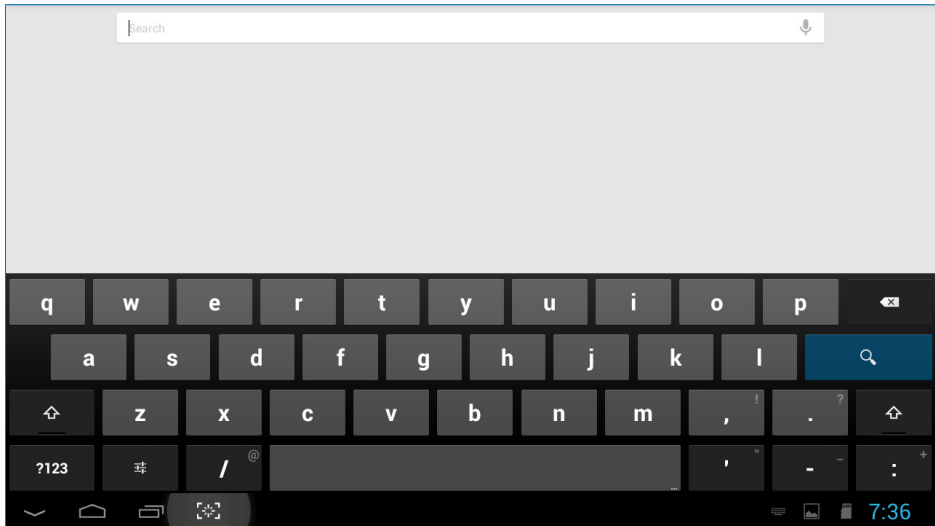 Search
q w e r t y u i o p
a s d f g h j k l
z x c v b n m , ! . ?
?123 / @ ' " - _ : +
7:36